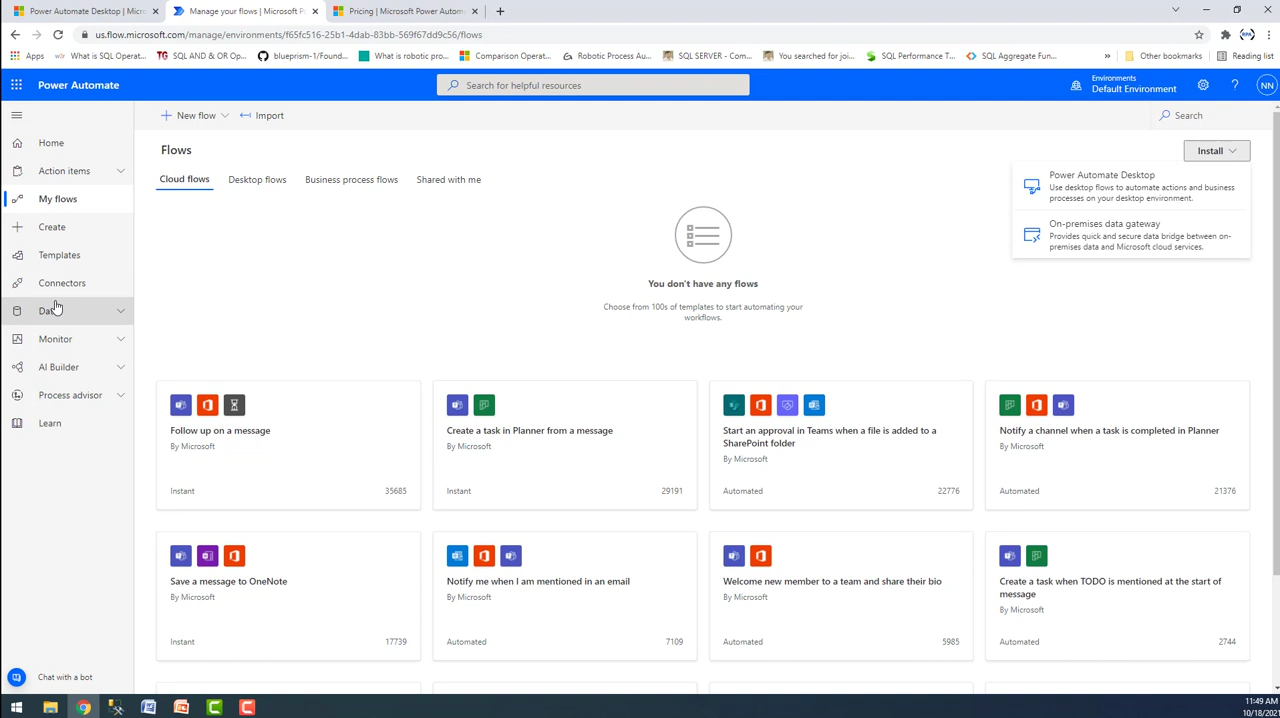 Power Automate Desktop | Micro
Manage your flows | Microsoft P
Pricing | Microsoft Power Autom
us.flow.microsoft.com/manage/environments/f65fc516-25b1-4dab-83bb-569f67dd9c56/flows
Apps
What is SQL Operat...
SQL AND & OR Op...
blueprism-1/Found...
What is robotic pro...
Comparison Operat...
Robotic Process Au...
SQL SERVER - Com...
You searched for joi...
SQL Performance T...
SQL Aggregate Fun...
»
Other bookmarks
Reading list
Power Automate
Search for helpful resources
Environments
Default Environment
NN
Home
Action items
My flows
Create
Templates
Connectors
Monitor
AI Builder
Process advisor
Learn
Chat with a bot
New flow
Import
Search
Flows
Install
Cloud flows
Desktop flows
Business process flows
Shared with me
Power Automate Desktop
Use desktop flows to automate actions and business
processes on your desktop environment.
On-premises data gateway
Provides quick and secure data bridge between on-
premises data and Microsoft cloud services.
You don't have any flows
Choose from 100s of templates to start automating your
workflows.
Follow up on a message
By Microsoft
Instant
35685
Create a task in Planner from a message
By Microsoft
Instant
29191
Start an approval in Teams when a file is added to a
SharePoint folder
By Microsoft
Automated
22776
Notify a channel when a task is completed in Planner
By Microsoft
Automated
21376
Save a message to OneNote
By Microsoft
Instant
17739
Notify me when I am mentioned in an email
By Microsoft
Automated
7109
Welcome new member to a team and share their bio
By Microsoft
Automated
5985
Create a task when TODO is mentioned at the start of
message
By Microsoft
Automated
2744
11:49 AM